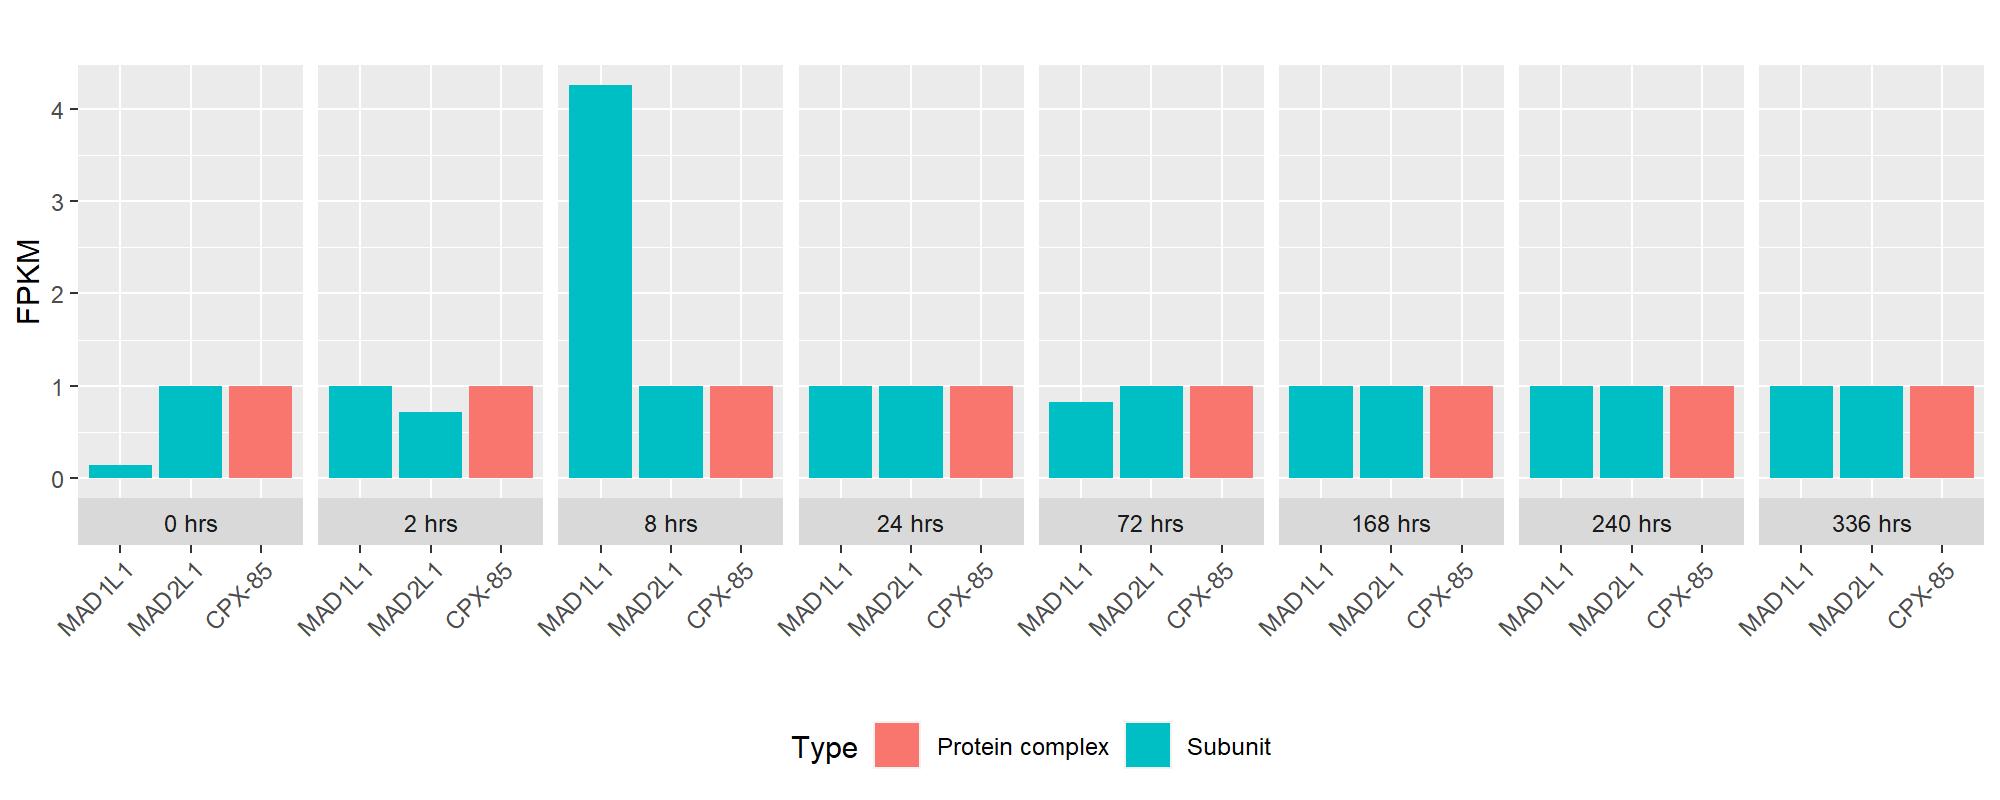 FPKM
4
3
2
1
0
0 hrs
2 hrs
8 hrs
24 hrs
72 hrs
168 hrs
240 hrs
336 hrs
MAD1L1
MAD2L1
CPX-85
MAD1L1
MAD2L1
CPX-85
MAD1L1
MAD2L1
CPX-85
MAD1L1
MAD2L1
CPX-85
MAD1L1
MAD2L1
CPX-85
MAD1L1
MAD2L1
CPX-85
MAD1L1
MAD2L1
CPX-85
MAD1L1
MAD2L1
CPX-85
Type Protein complex Subunit